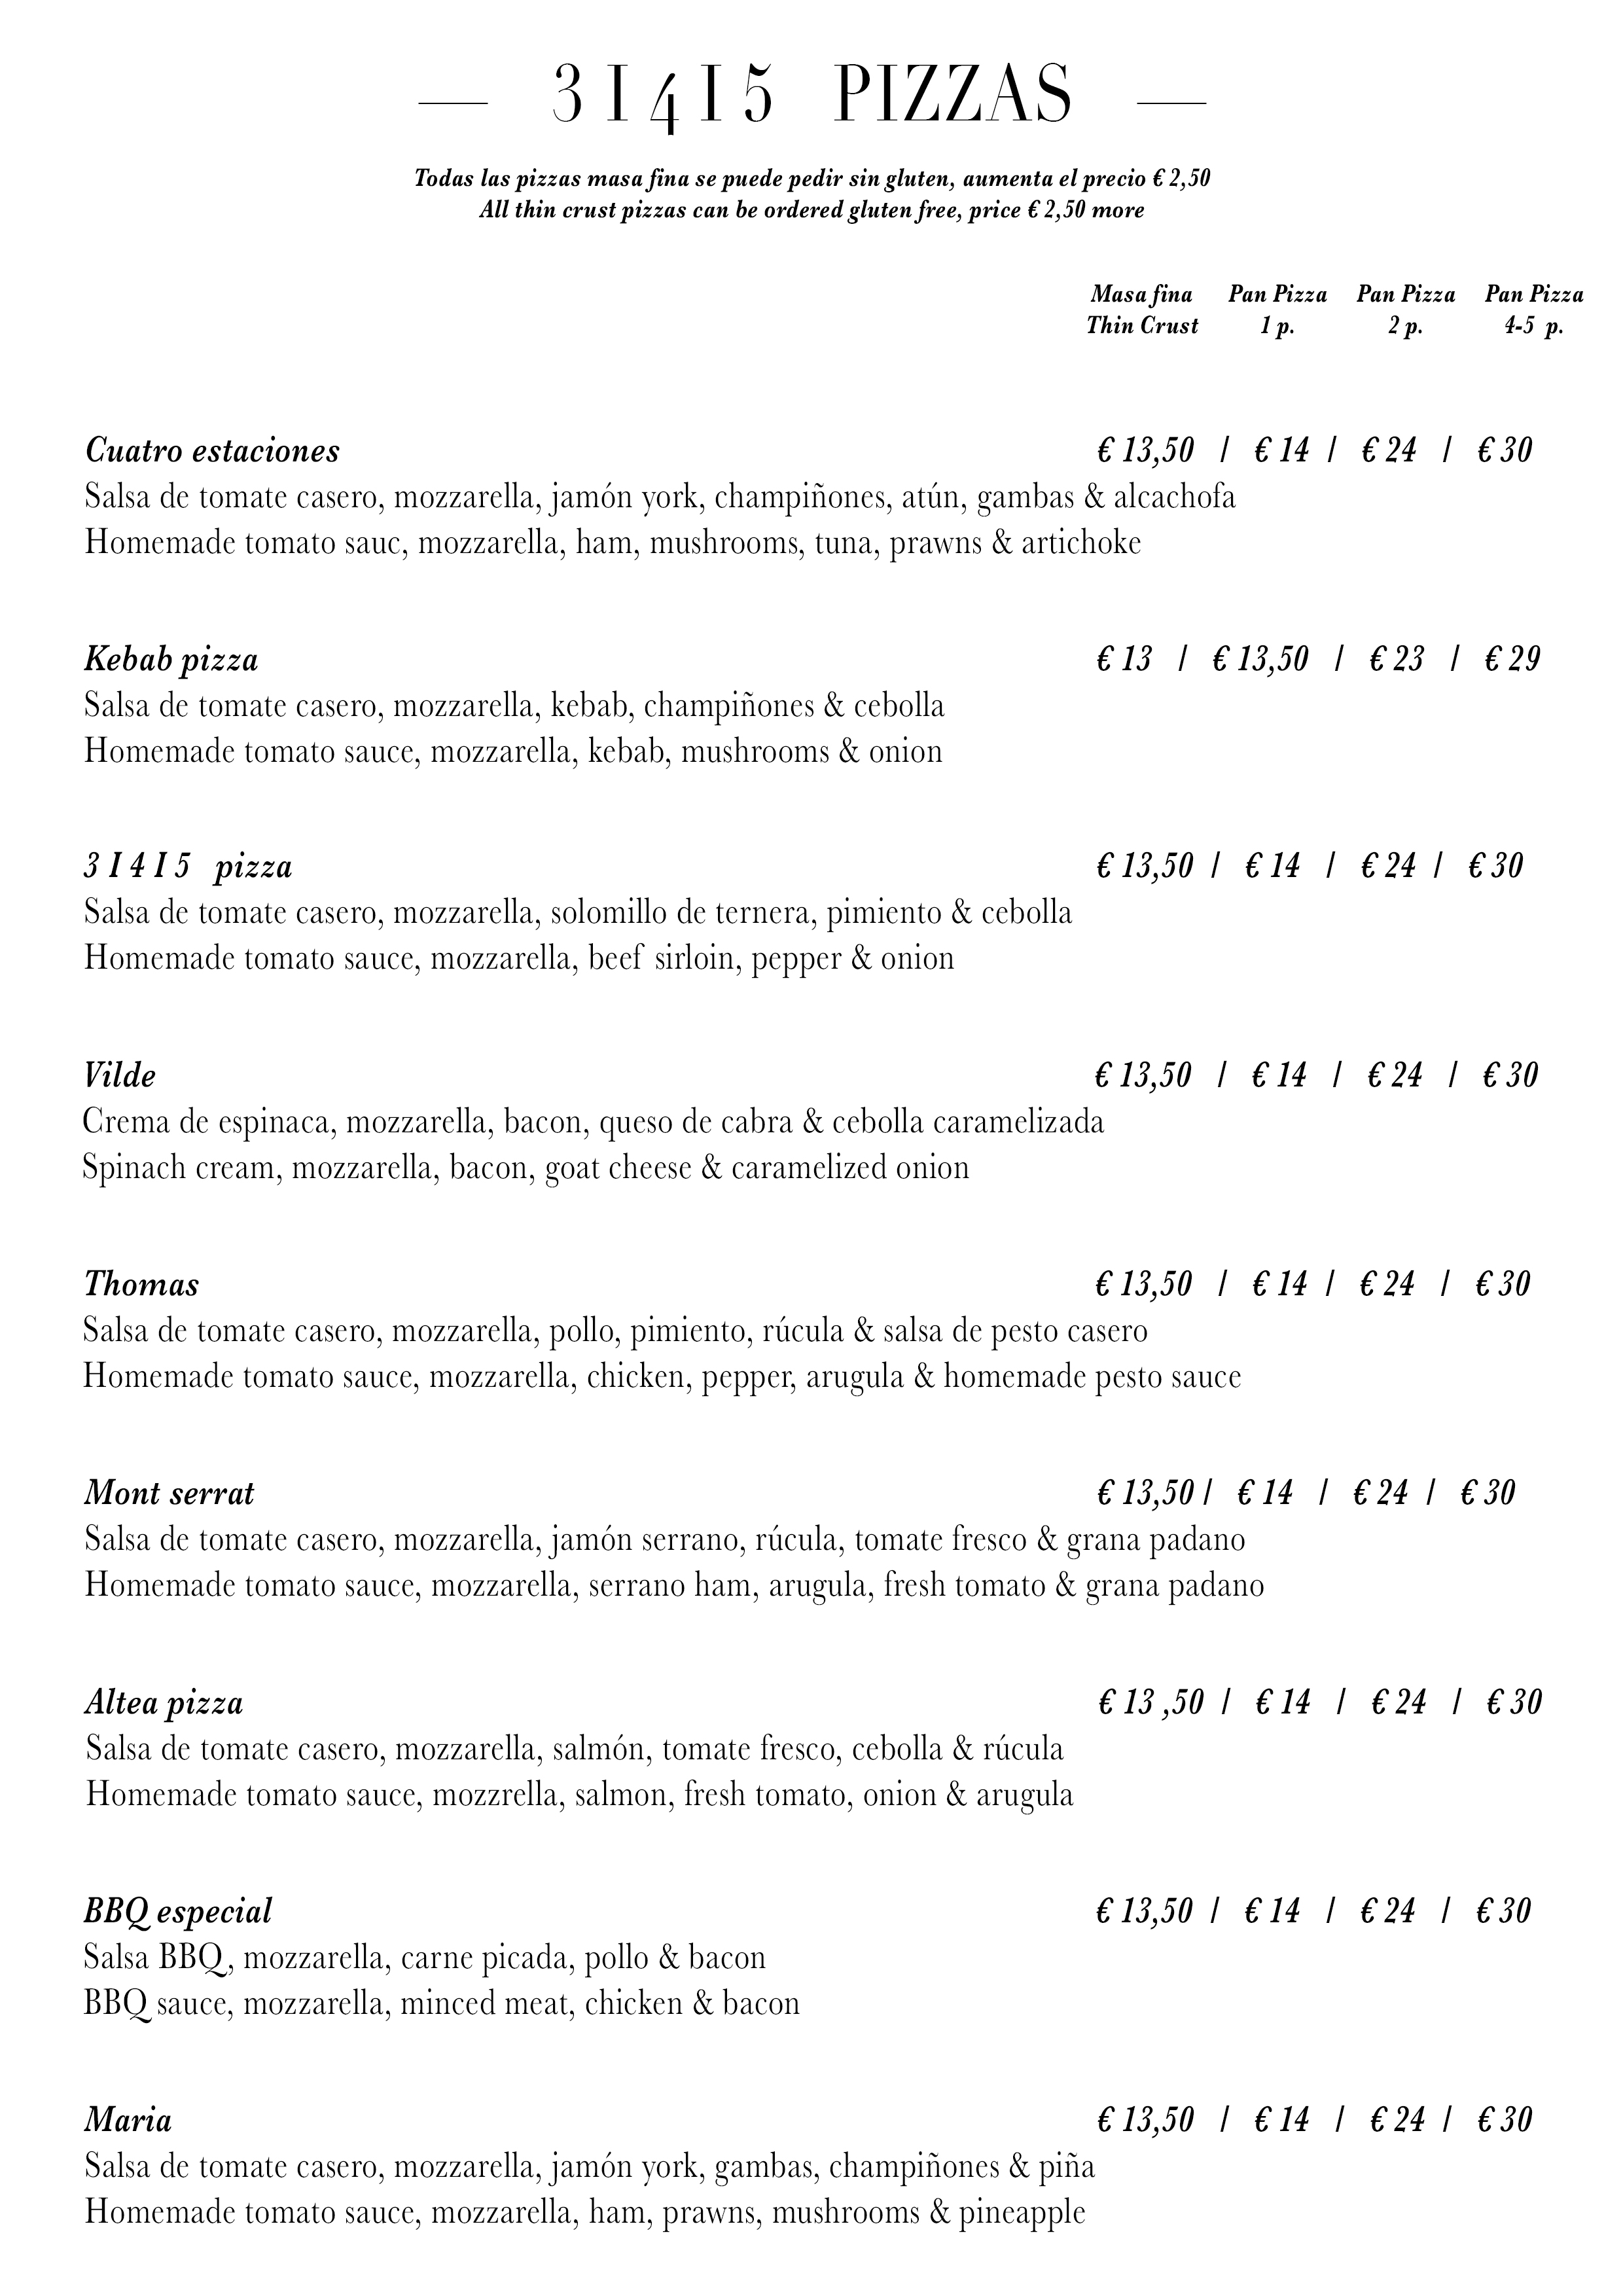 3 I 4 I 5 PIZZAS
Todas las pizzas masa fina se puede pedir sin gluten, aumenta el precio € 2,50
All thin crust pizzas can be ordered gluten free, price € 2,50 more
Masa fina Pan Pizza Pan Pizza Pan Pizza
Thin Crust 1 p. 2 p. 4-5 p.
Cuatro estaciones € 13,50 / € 14 / € 24 / € 30
Salsa de tomate casero, mozzarella, jamón york, champiñones, atún, gambas & alcachofa
Homemade tomato sauc, mozzarella, ham, mushrooms, tuna, prawns & artichoke
Kebab pizza € 13 / € 13,50 / € 23 / € 29
Salsa de tomate casero, mozzarella, kebab, champiñones & cebolla
Homemade tomato sauce, mozzarella, kebab, mushrooms & onion
3 I 4 I 5 pizza € 13,50 / € 14 / € 24 / € 30
Salsa de tomate casero, mozzarella, solomillo de ternera, pimiento & cebolla
Homemade tomato sauce, mozzarella, beef sirloin, pepper & onion
Vilde € 13,50 / € 14 / € 24 / € 30
Crema de espinaca, mozzarella, bacon, queso de cabra & cebolla caramelizada
Spinach cream, mozzarella, bacon, goat cheese & caramelized onion
Thomas € 13,50 / € 14 / € 24 / € 30
Salsa de tomate casero, mozzarella, pollo, pimiento, rúcula & salsa de pesto casero
Homemade tomato sauce, mozzarella, chicken, pepper, arugula & homemade pesto sauce
Mont serrat € 13,50 / € 14 / € 24 / € 30
Salsa de tomate casero, mozzarella, jamón serrano, rúcula, tomate fresco & grana padano
Homemade tomato sauce, mozzarella, serrano ham, arugula, fresh tomato & grana padano
Altea pizza € 13 ,50 / € 14 / € 24 / € 30
Salsa de tomate casero, mozzarella, salmón, tomate fresco, cebolla & rúcula
Homemade tomato sauce, mozzrella, salmon, fresh tomato, onion & arugula
BBQ especial € 13,50 / € 14 / € 24 / € 30
Salsa BBQ, mozzarella, carne picada, pollo & bacon
BBQ sauce, mozzarella, minced meat, chicken & bacon
Maria € 13,50 / € 14 / € 24 / € 30
Salsa de tomate casero, mozzarella, jamón york, gambas, champiñones & piña
Homemade tomato sauce, mozzarella, ham, prawns, mushrooms & pineapple